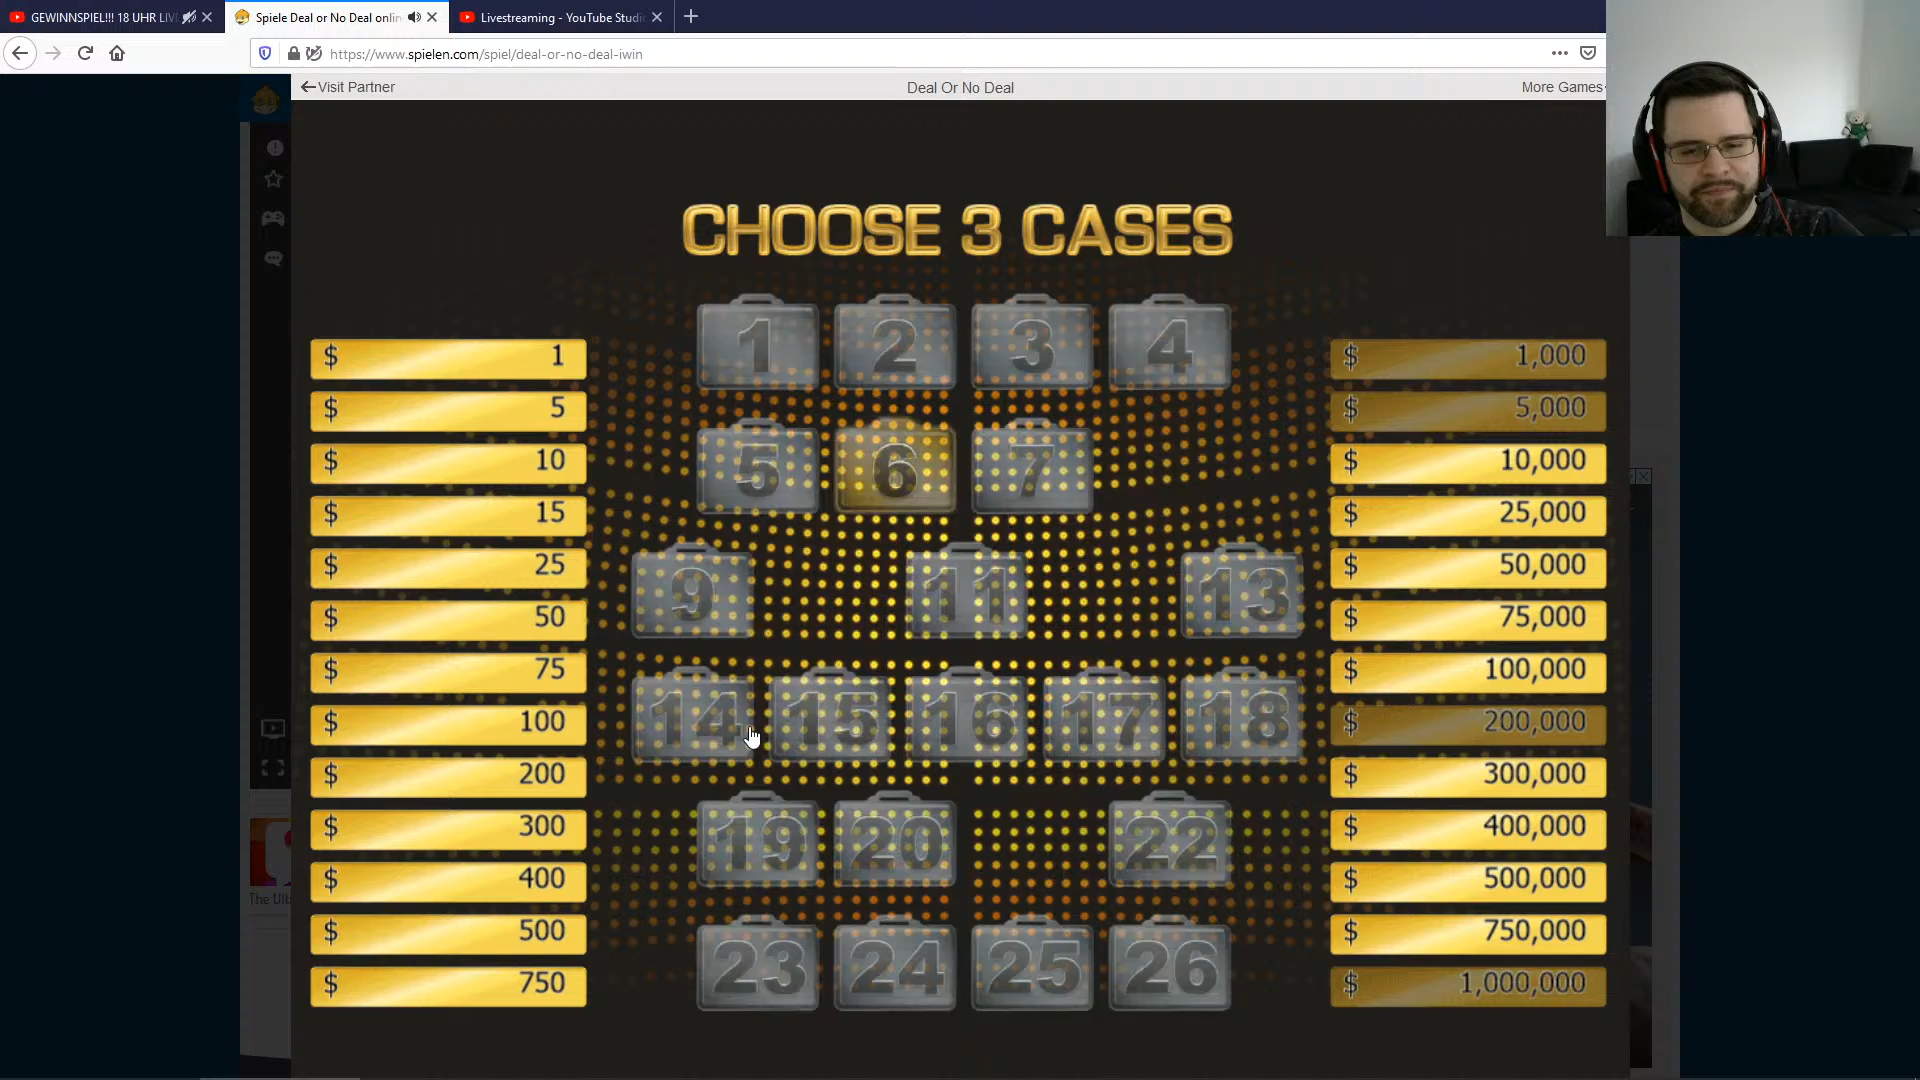 GEWINNSPIEL!!! 18 UHR LIV
Spiele Deal or No Deal onlin
Livestreaming - YouTube Studi
https://www.spielen.com/spiel/deal-or-no-deal-iwin
Visit Partner
Deal Or No Deal
More Games
CHOOSE 3 CASES
1 2 3 4
5 6 7
9 11 13
14 15 16 17 18
19 20 22
23 24 25 26
$ 1
$ 5
$ 10
$ 15
$ 25
$ 50
$ 75
$ 100
$ 200
$ 300
$ 400
$ 500
$ 750
$ 1,000
$ 5,000
$ 10,000
$ 25,000
$ 50,000
$ 75,000
$ 100,000
$ 200,000
$ 300,000
$ 400,000
$ 500,000
$ 750,000
$ 1,000,000
The Ulti